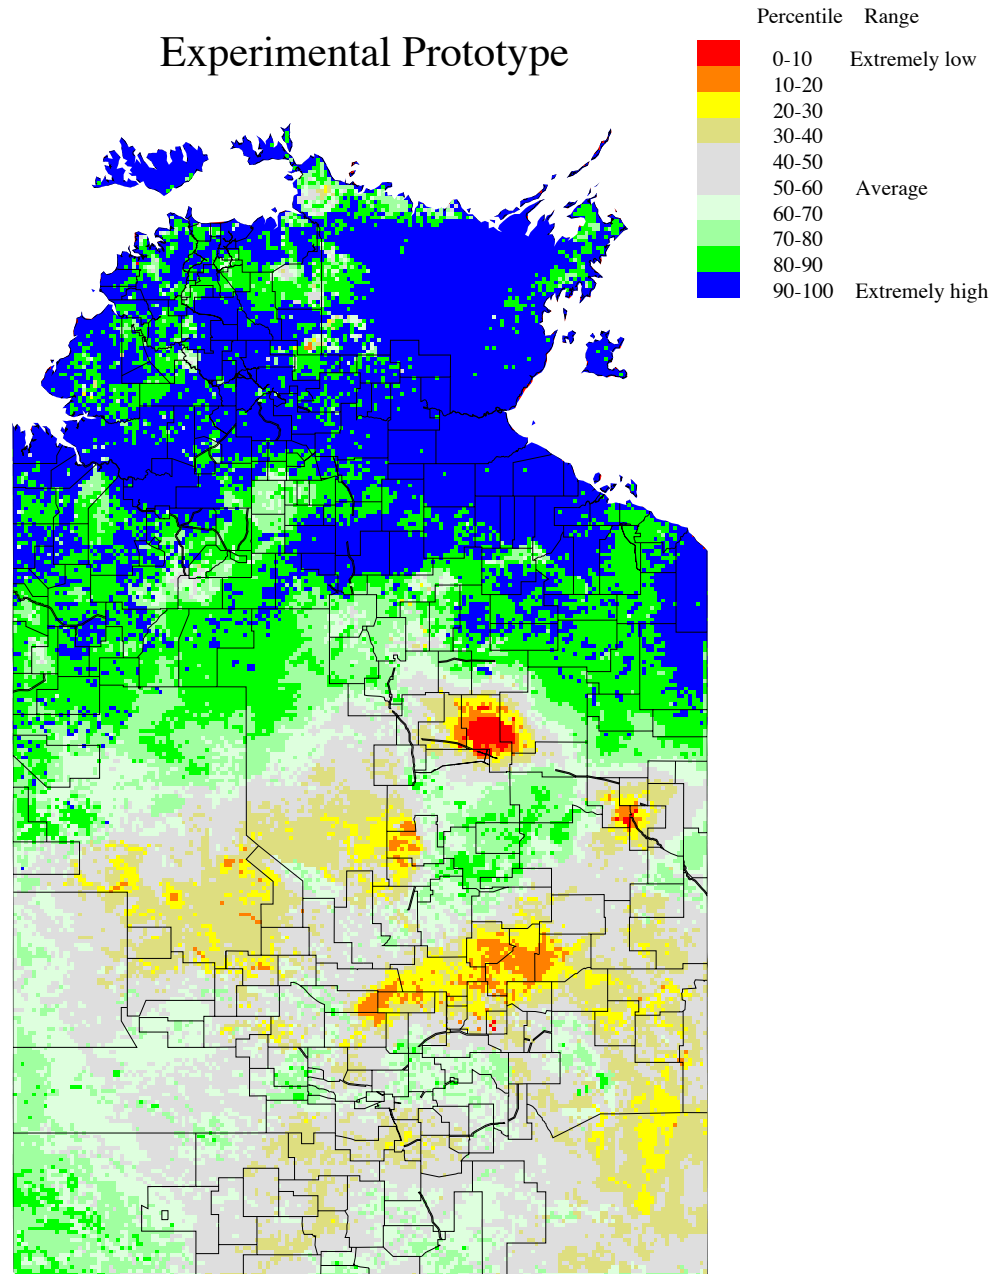 Percentile Range
Experimental Prototype
0-10 Extremely low
10-20
20-30
30-40
40-50
50-60 Average
60-70
70-80
80-90
90-100 Extremely high